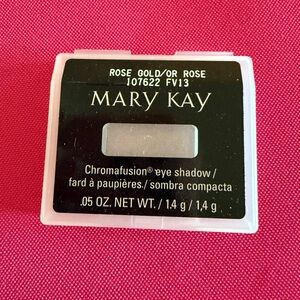 ROSE GOLD/OR ROSE
107622 FV13
MARY KAY
Chromafusion® eye shadow /
fard à paupières / sombra compacta
.05 OZ. NET WT. / 1.4 g / 1,4 g